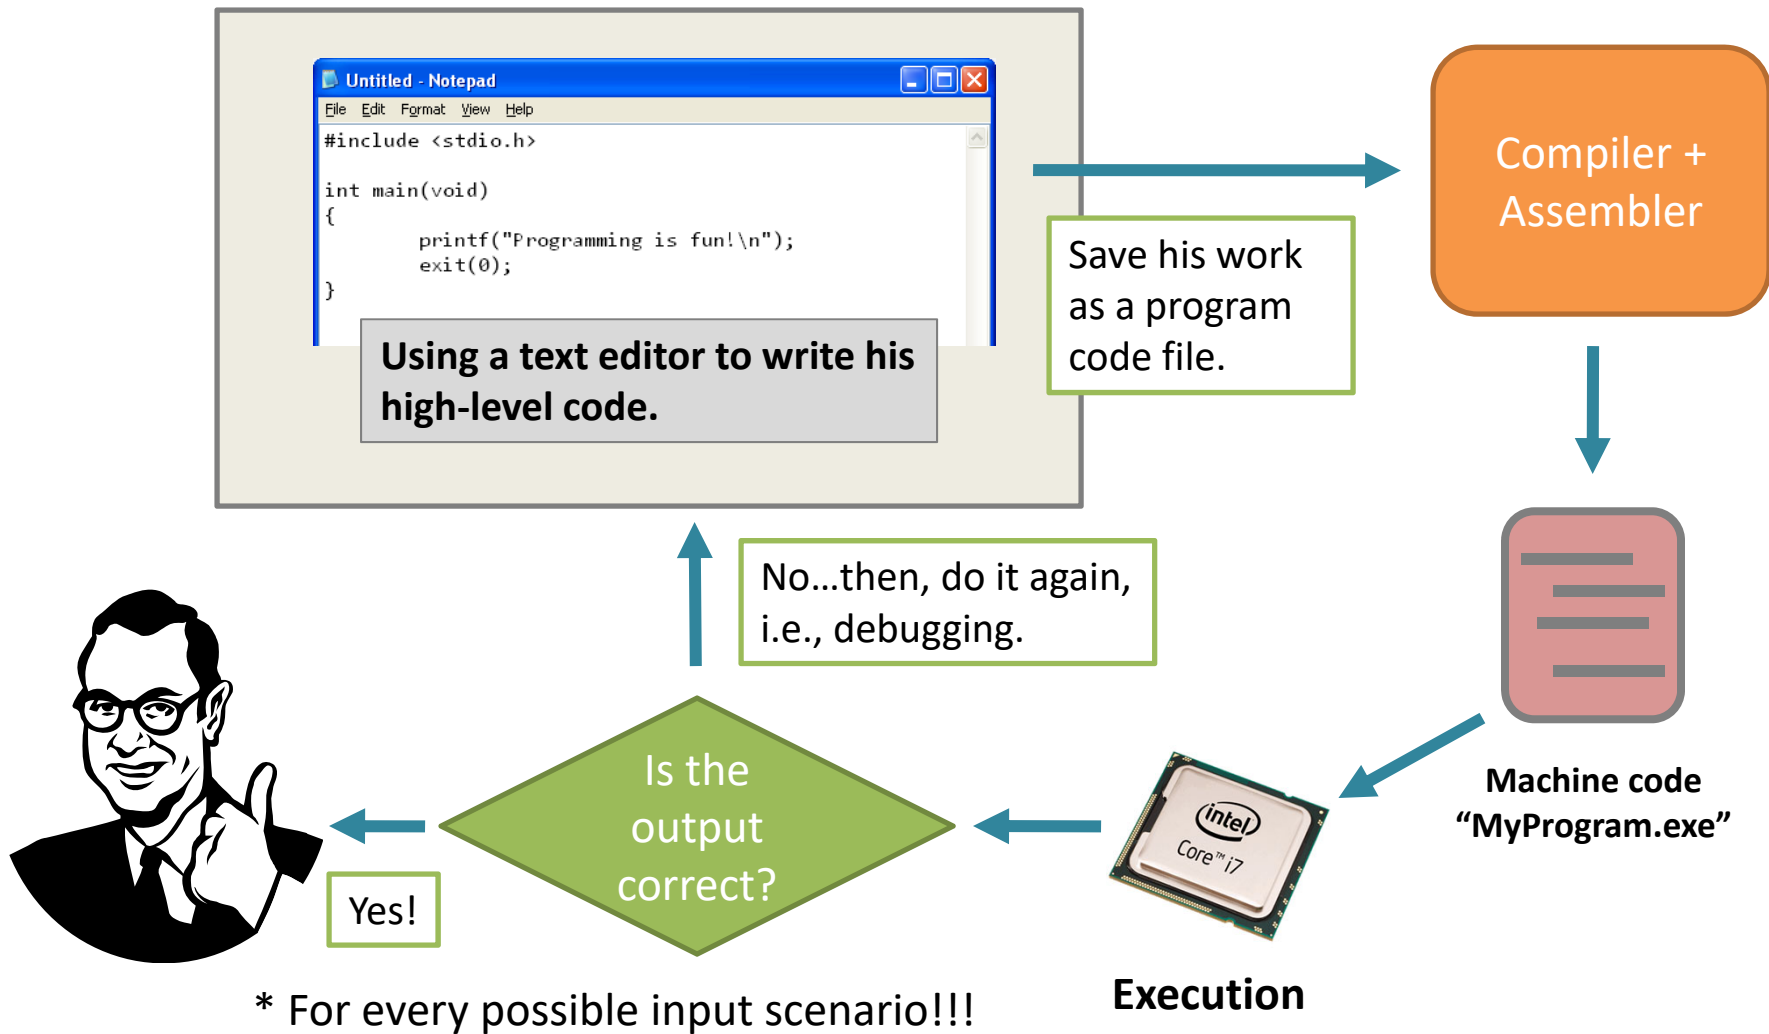 Untitled - Notepad
File Edit Format View Help
#include <stdio.h>
int main(void)
{
printf("Programming is fun!\n");
exit(0);
}
Using a text editor to write his
high-level code.
Save his work
as a program
code file.
Compiler +
Assembler
Machine code
“MyProgram.exe”
intel
Core™ i7
Execution
Is the
output
correct?
No...then, do it again,
i.e., debugging.
Yes!
* For every possible input scenario!!!